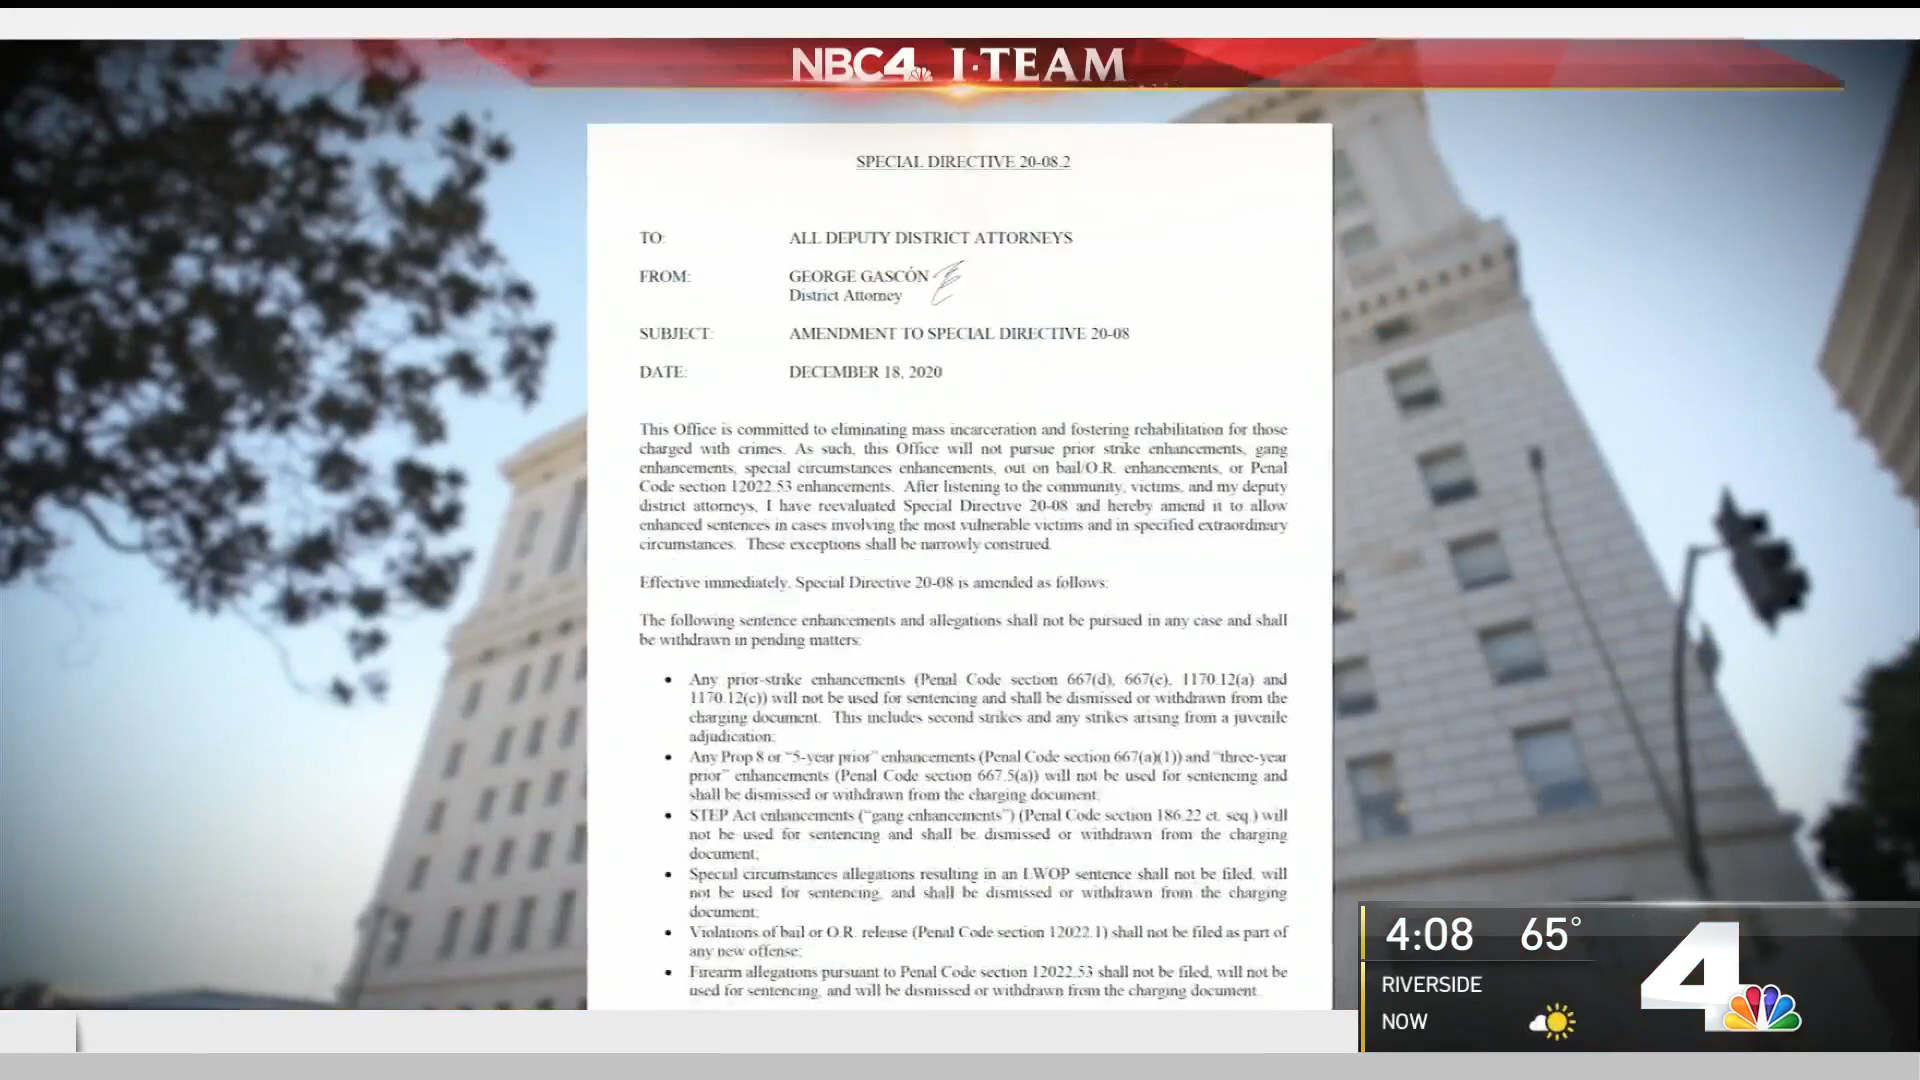 NBC4 I·TEAM
SPECIAL DIRECTIVE 20-08.2
TO: ALL DEPUTY DISTRICT ATTORNEYS
FROM: GEORGE GASCÓN
District Attorney
SUBJECT: AMENDMENT TO SPECIAL DIRECTIVE 20-08
DATE: DECEMBER 18, 2020
This Office is committed to eliminating mass incarceration and fostering rehabilitation for those
charged with crimes. As such, this Office will not pursue prior strike enhancements, gang
enhancements, special circumstances enhancements, out on bail/O.R. enhancements, or Penal
Code section 12022.53 enhancements. After listening to the community, victims, and my deputy
district attorneys, I have reevaluated Special Directive 20-08 and hereby amend it to allow
enhanced sentences in cases involving the most vulnerable victims and in specified extraordinary
circumstances. These exceptions shall be narrowly construed.
Effective immediately, Special Directive 20-08 is amended as follows:
The following sentence enhancements and allegations shall not be pursued in any case and shall
be withdrawn in pending matters:
• Any prior-strike enhancements (Penal Code section 667(d), 667(e), 1170.12(a) and
1170.12(c)) will not be used for sentencing and shall be dismissed or withdrawn from the
charging document. This includes second strikes and any strikes arising from a juvenile
adjudication;
• Any Prop 8 or “5-year prior” enhancements (Penal Code section 667(a)(1)) and “three-year
prior” enhancements (Penal Code section 667.5(a)) will not be used for sentencing and
shall be dismissed or withdrawn from the charging document;
• STEP Act enhancements (“gang enhancements”) (Penal Code section 186.22 et. seq.) will
not be used for sentencing and shall be dismissed or withdrawn from the charging
document;
• Special circumstances allegations resulting in an LWOP sentence shall not be filed, will
not be used for sentencing, and shall be dismissed or withdrawn from the charging
document;
• Violations of bail or O.R. release (Penal Code section 12022.1) shall not be filed as part of
any new offense;
• Firearm allegations pursuant to Penal Code section 12022.53 shall not be filed, will not be
used for sentencing, and will be dismissed or withdrawn from the charging document.
4:08 65°
RIVERSIDE
NOW
4